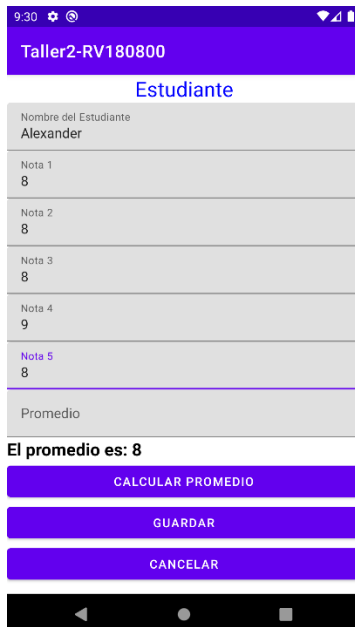 9:30
Taller2-RV180800
Estudiante
Nombre del Estudiante
Alexander
Nota 1
8
Nota 2
8
Nota 3
8
Nota 4
9
Nota 5
8
Promedio
El promedio es: 8
CALCULAR PROMEDIO
GUARDAR
CANCELAR